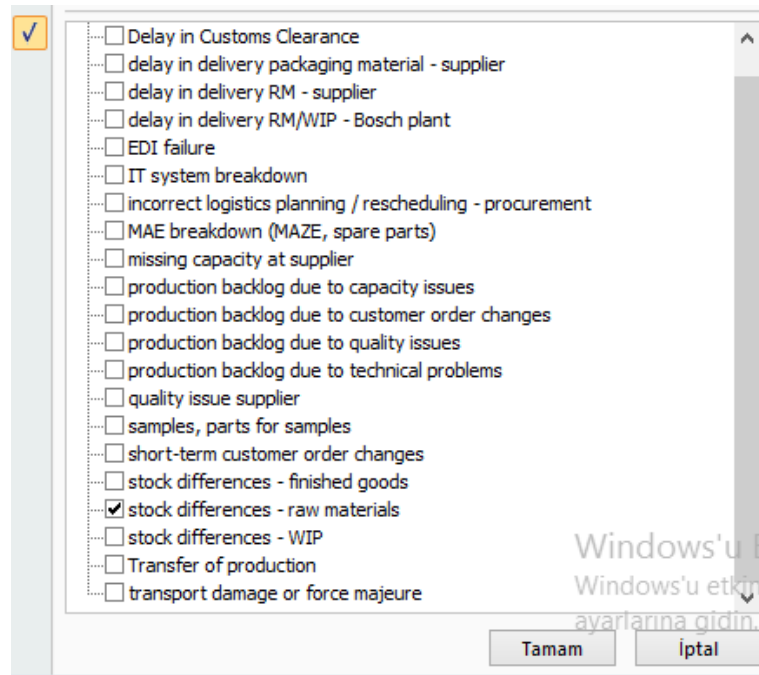 Delay in Customs Clearance
delay in delivery packaging material - supplier
delay in delivery RM - supplier
delay in delivery RM/WIP - Bosch plant
EDI failure
IT system breakdown
incorrect logistics planning / rescheduling - procurement
MAE breakdown (MAZE, spare parts)
missing capacity at supplier
production backlog due to capacity issues
production backlog due to customer order changes
production backlog due to quality issues
production backlog due to technical problems
quality issue supplier
samples, parts for samples
short-term customer order changes
stock differences - finished goods
stock differences - raw materials
stock differences - WIP
Transfer of production
transport damage or force majeure
Windows'u
Windows'u
ayarlarına gidin.
Tamam İptal